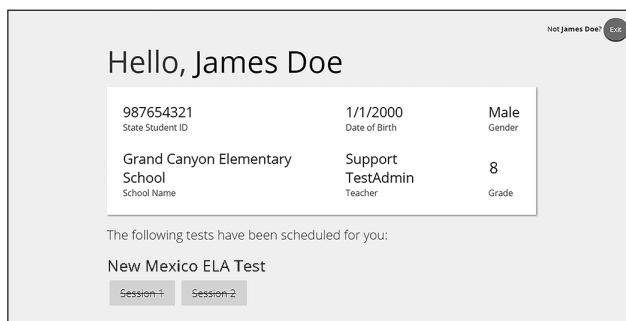 Not James Doe? Exit
Hello, James Doe
987654321 1/1/2000 Male
State Student ID Date of Birth Gender
Grand Canyon Elementary Support
School TestAdmin 8
School Name Teacher Grade
The following tests have been scheduled for you:
New Mexico ELA Test
Session 1 Session 2